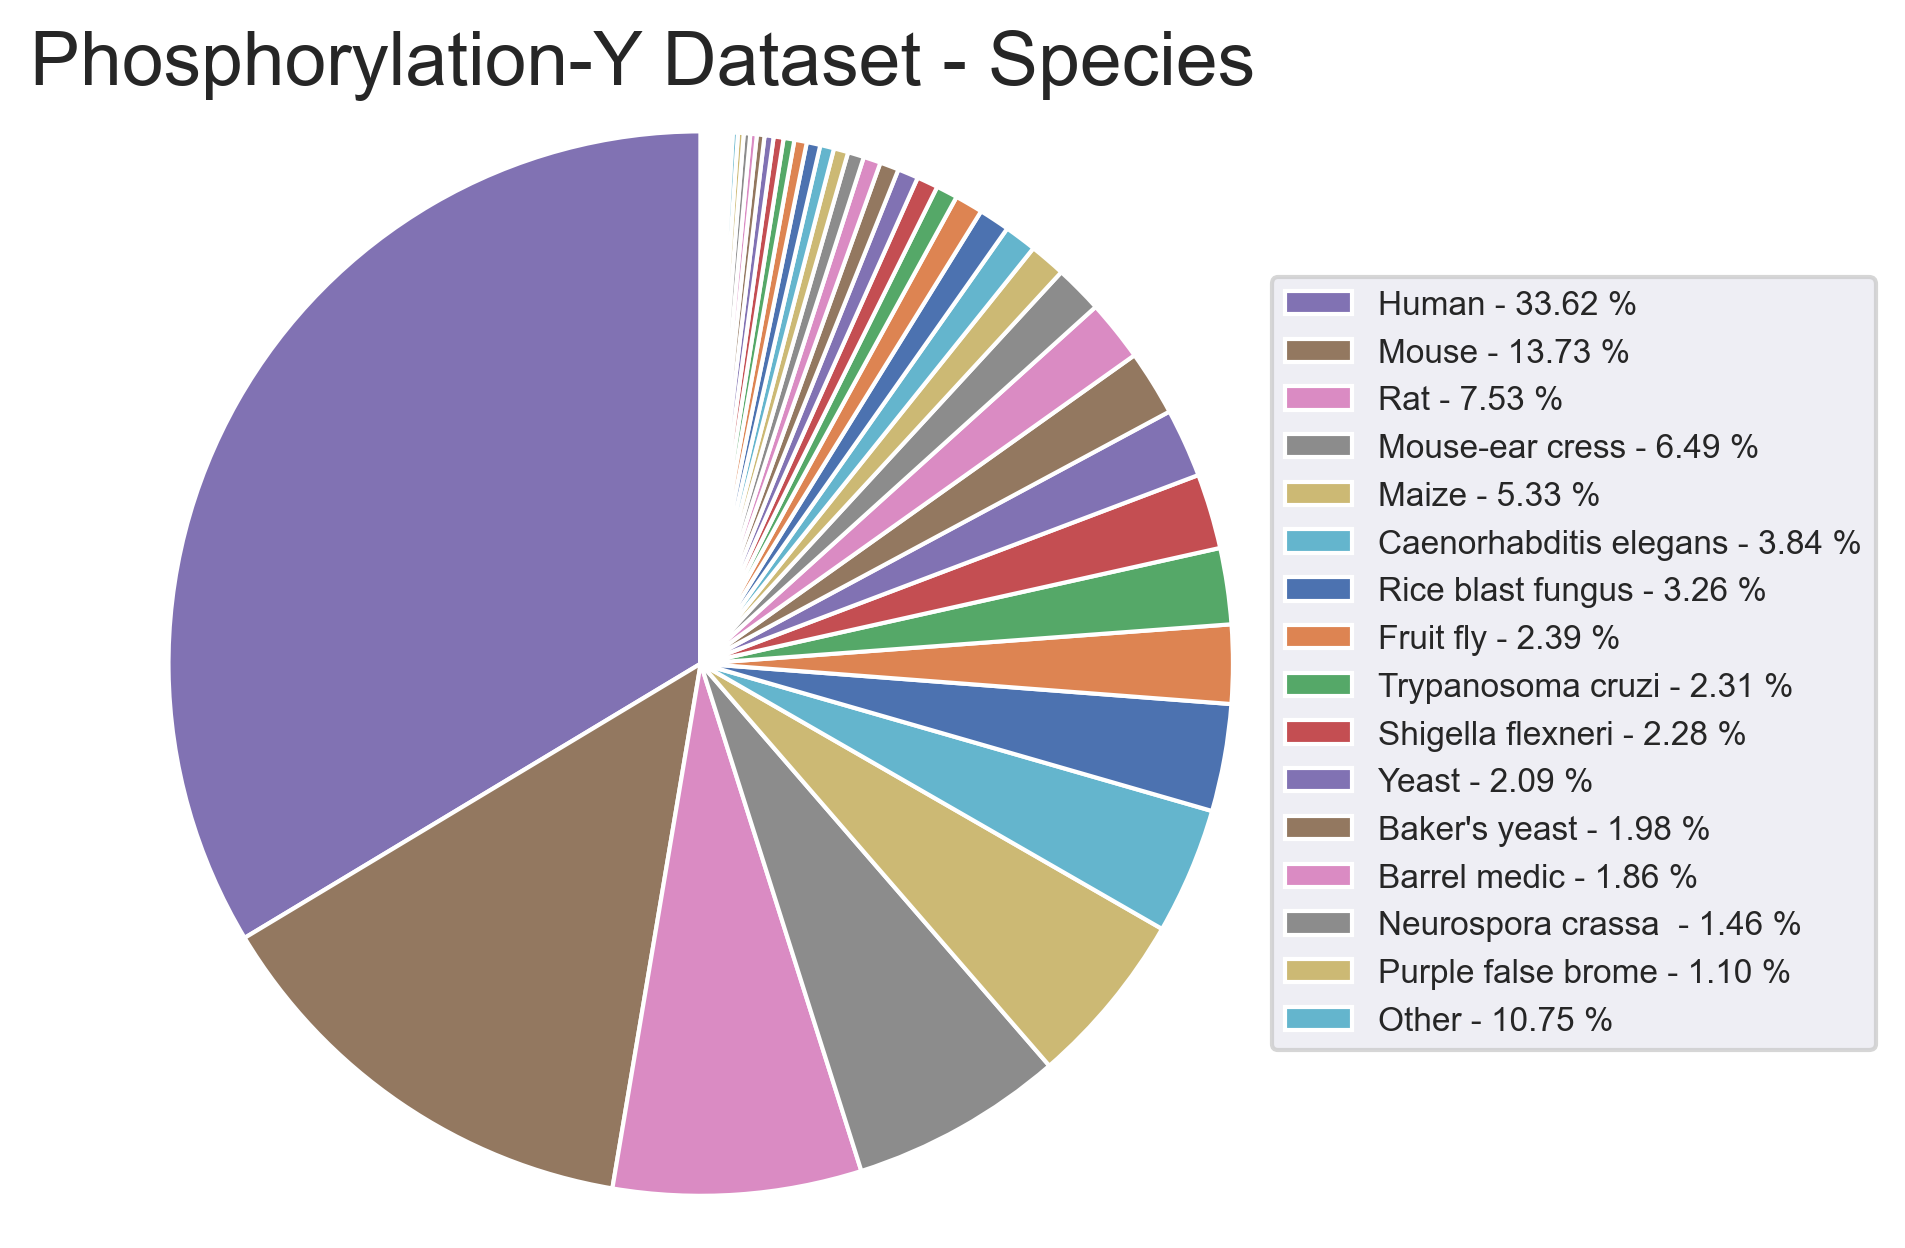 Phosphorylation-Y Dataset - Species
Human - 33.62 %
Mouse - 13.73 %
Rat - 7.53 %
Mouse-ear cress - 6.49 %
Maize - 5.33 %
Caenorhabditis elegans - 3.84 %
Rice blast fungus - 3.26 %
Fruit fly - 2.39 %
Trypanosoma cruzi - 2.31 %
Shigella flexneri - 2.28 %
Yeast - 2.09 %
Baker's yeast - 1.98 %
Barrel medic - 1.86 %
Neurospora crassa  - 1.46 %
Purple false brome - 1.10 %
Other - 10.75 %